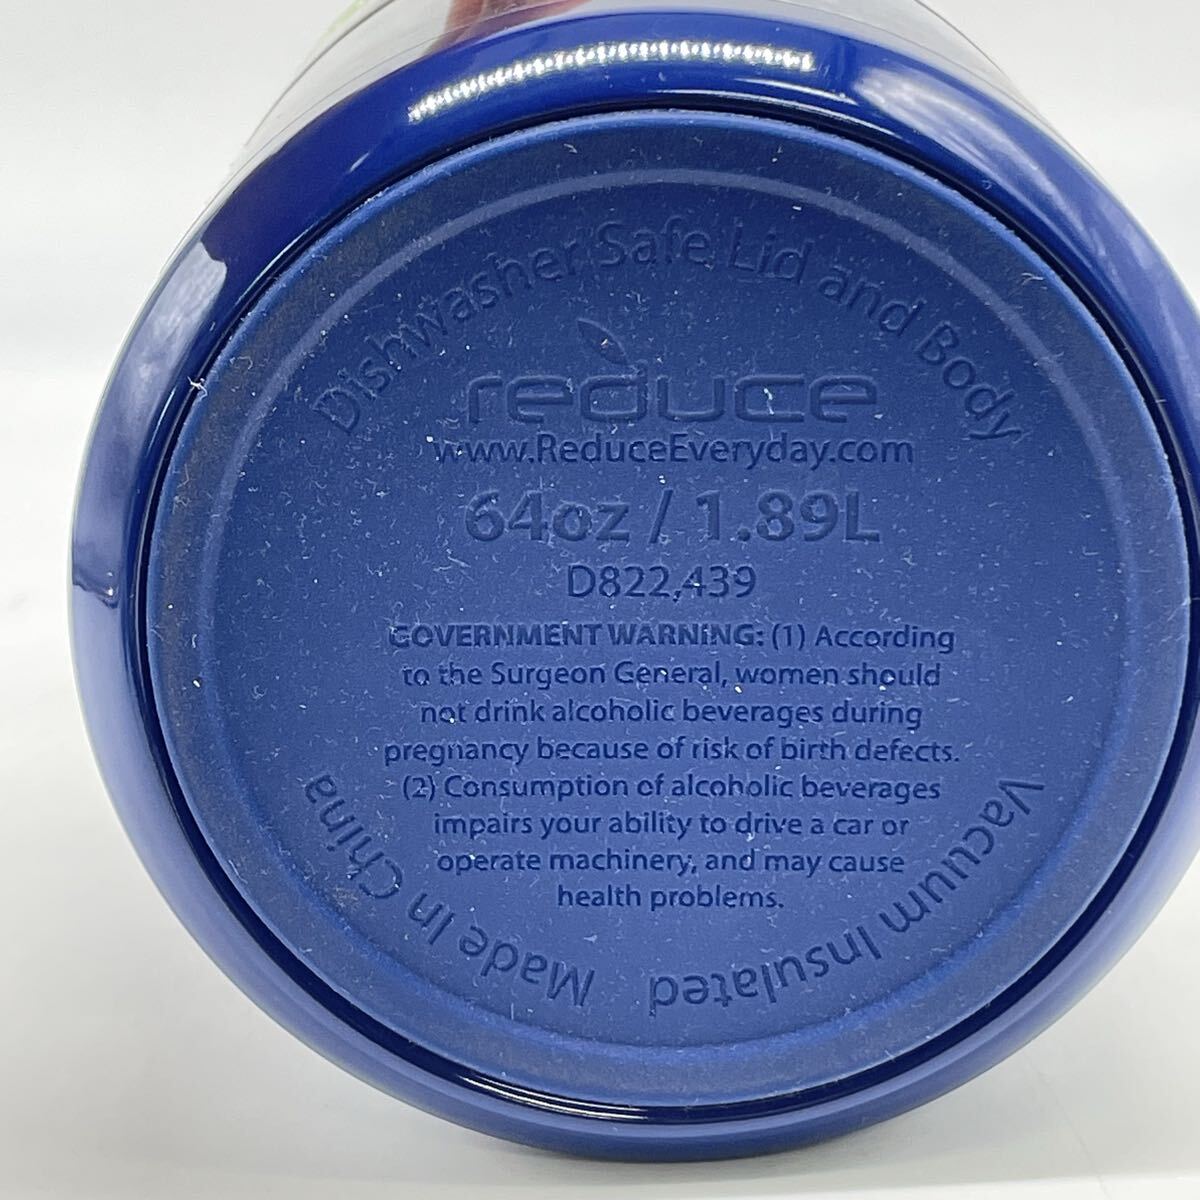 Dishwasher Safe Lid and Body
reduce
www.ReduceEveryday.com
64oz / 1.89L
D822,439
GOVERNMENT WARNING: (1) According
to the Surgeon General, women should
not drink alcoholic beverages during
pregnancy because of risk of birth defects.
(2) Consumption of alcoholic beverages
impairs your ability to drive a car or
operate machinery, and may cause
health problems.
Vacuum Insulated
Made In China